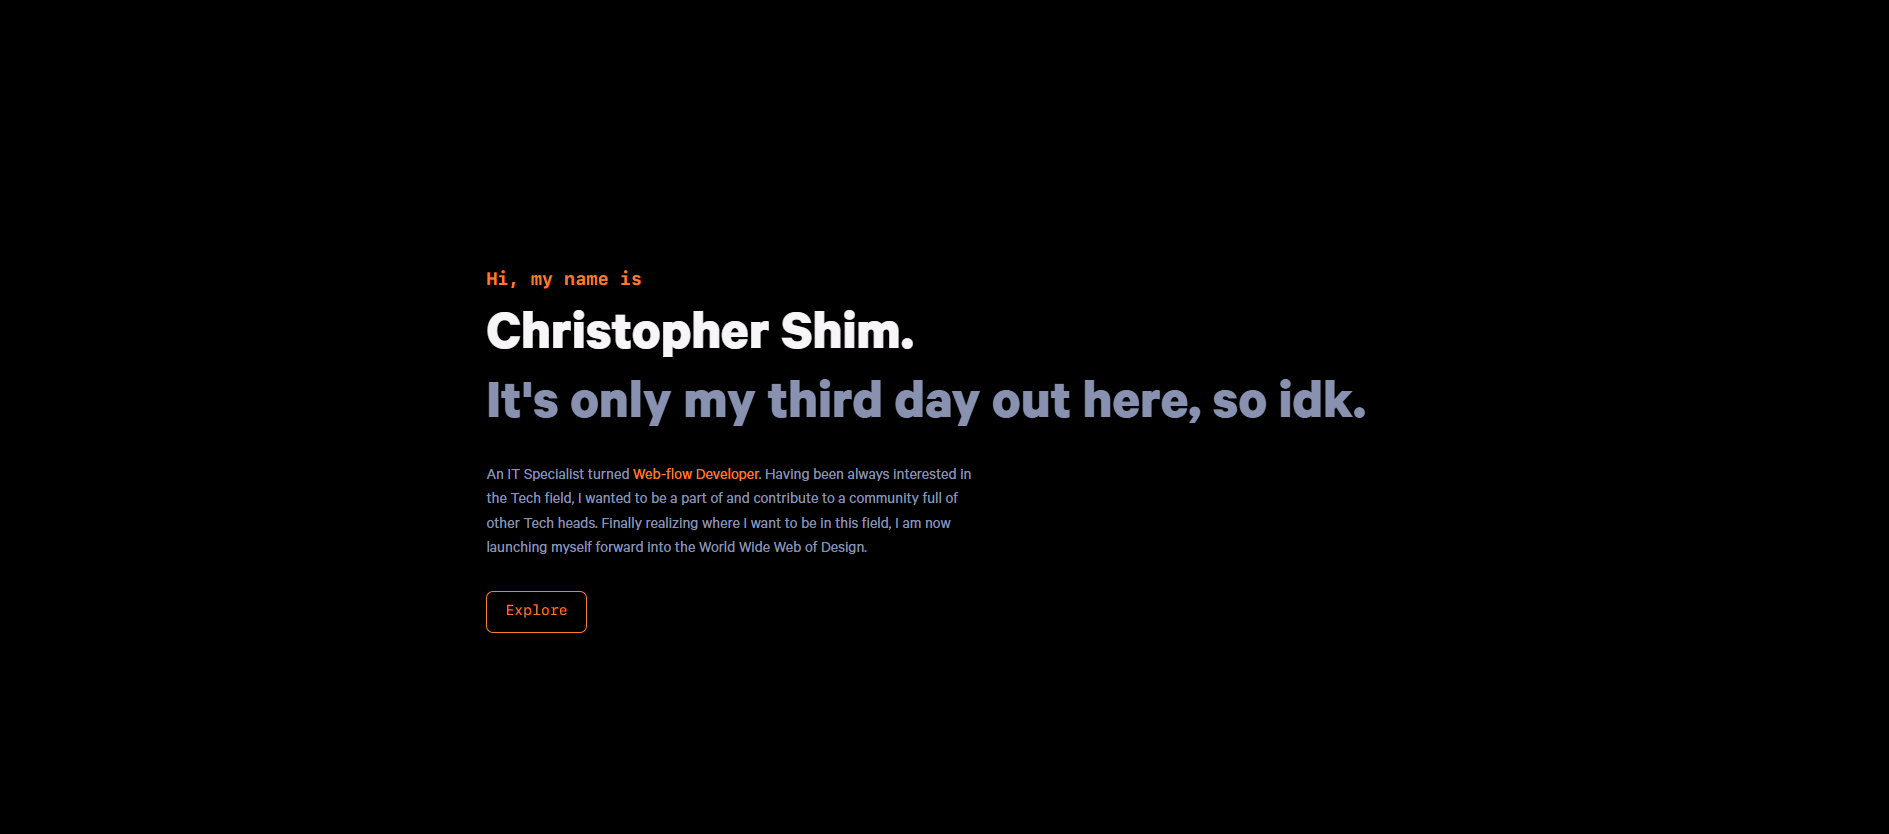 Hi, my name is
Christopher Shim.
It's only my third day out here, so idk.
An IT Specialist turned Web-flow Developer. Having been always interested in
the Tech field, I wanted to be a part of and contribute to a community full of
other Tech heads. Finally realizing where I want to be in this field, I am now
launching myself forward into the World Wide Web of Design.
Explore